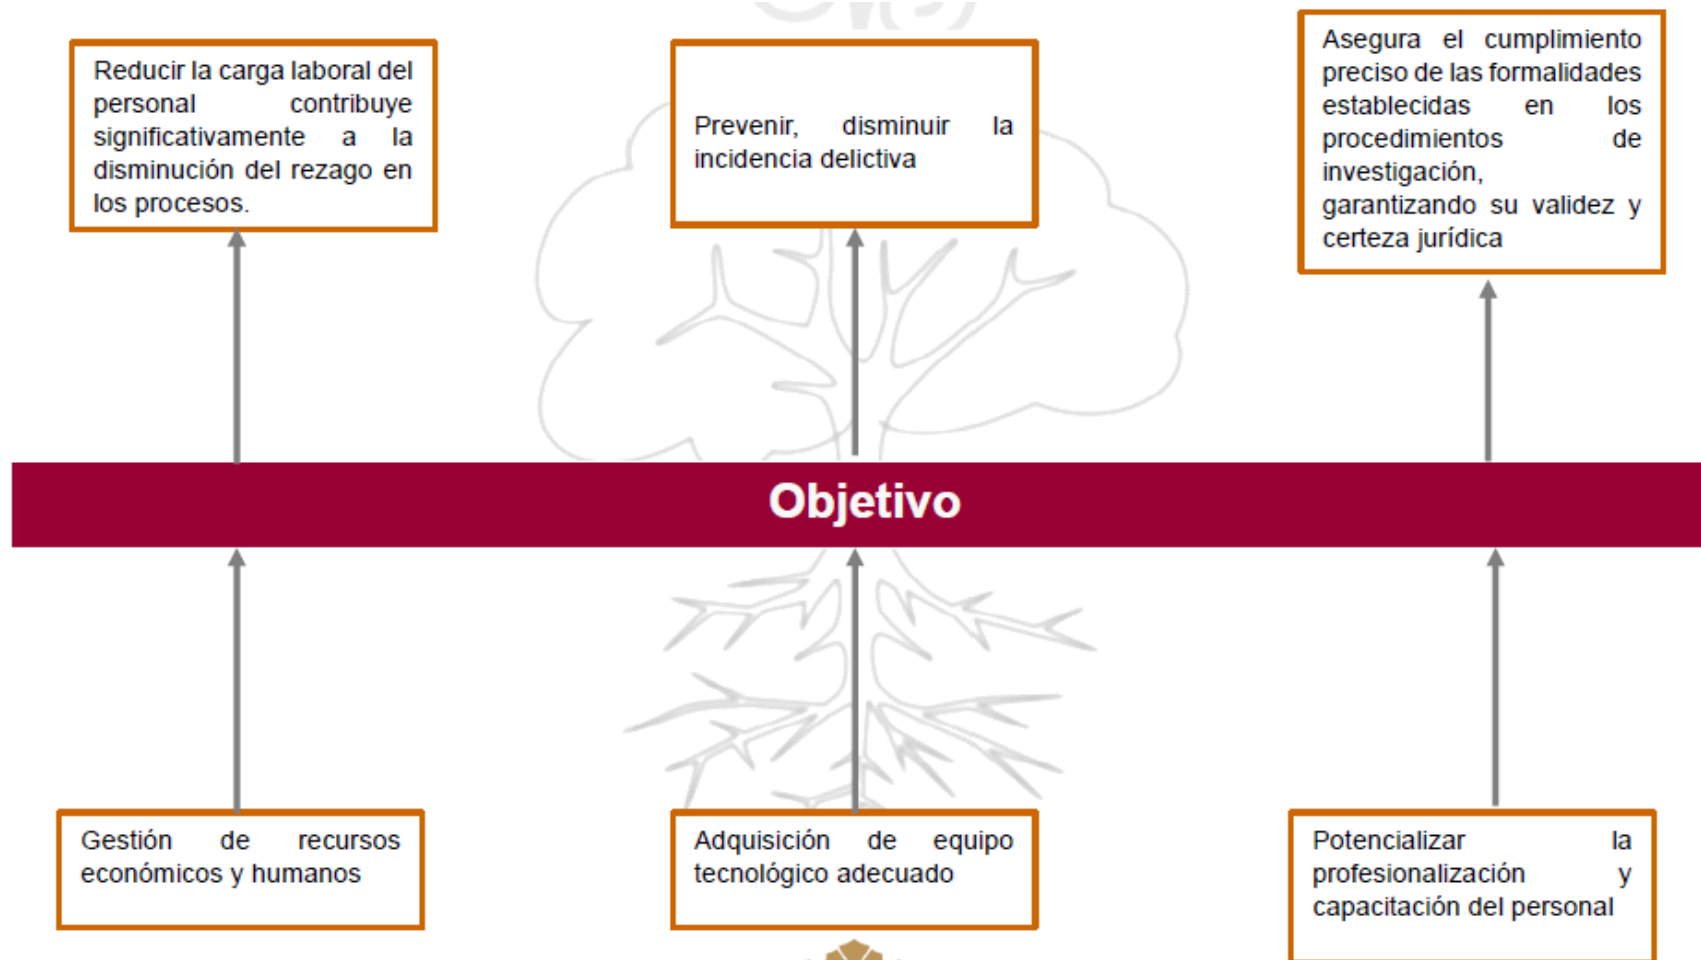 Reducir la carga laboral del
personal contribuye
significativamente a la
disminución del rezago en
los procesos.
Prevenir, disminuir la
incidencia delictiva
Asegura el cumplimiento
preciso de las formalidades
establecidas en los
procedimientos de
investigación,
garantizando su validez y
certeza jurídica
Objetivo
Gestión de recursos
económicos y humanos
Adquisición de equipo
tecnológico adecuado
Potencializar la
profesionalización y
capacitación del personal